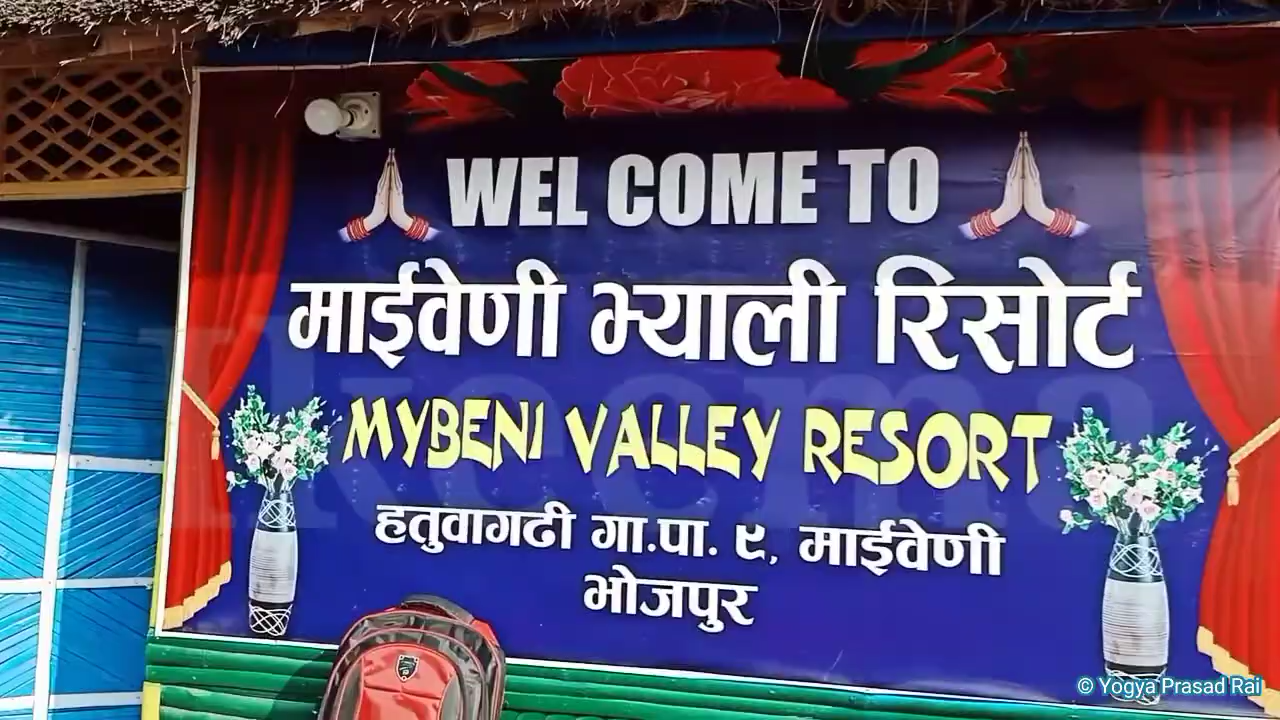 WEL COME TO
माईवेणी भ्याली रिसोर्ट
MYBENI VALLEY RESORT
हतुवागढी गा.पा. ९, माईवेणी
भोजपुर
© Yogya Prasad Rai